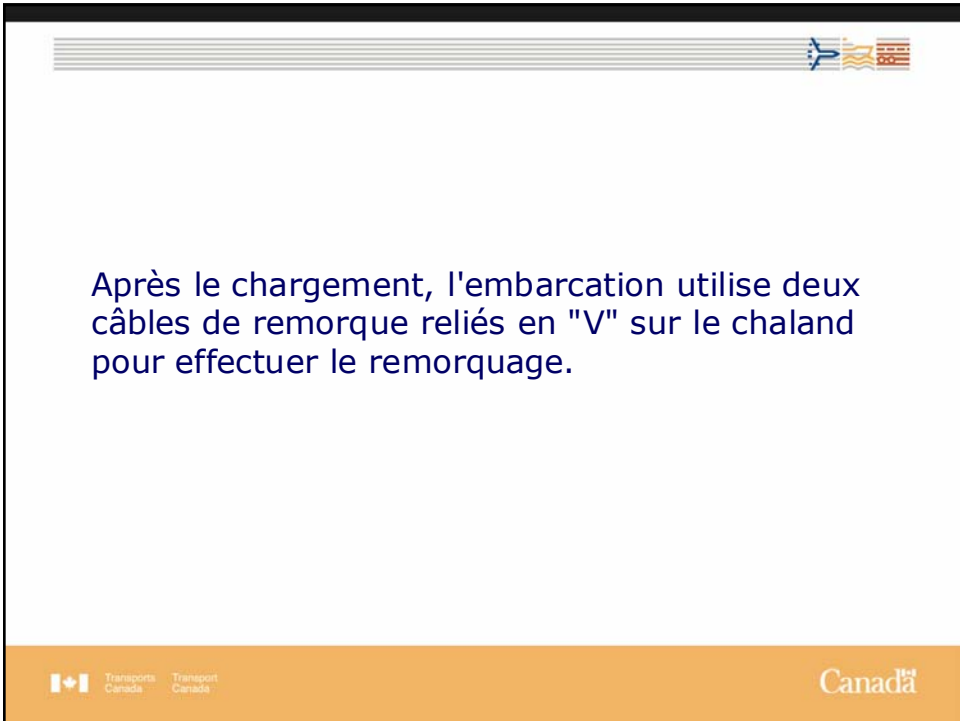 Après le chargement, l'embarcation utilise deux
câbles de remorque reliés en "V" sur le chaland
pour effectuer le remorquage.
Transports Transport
Canada Canada
Canada